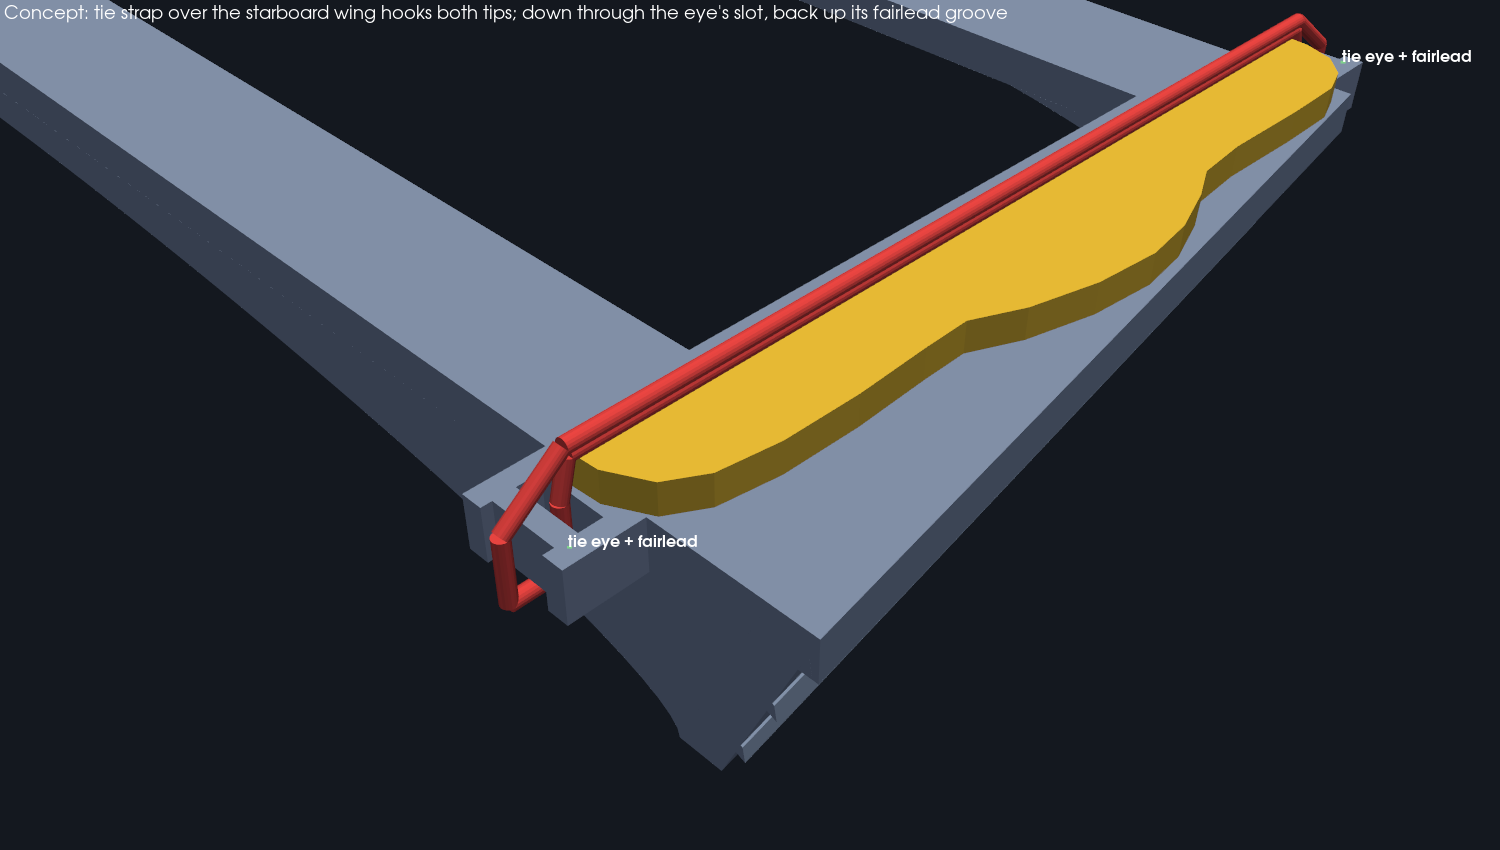 Concept: tie strap over the starboard wing hooks both tips; down through the eye's slot, back up its fairlead groove
tie eye + fairlead
tie eye + fairlead